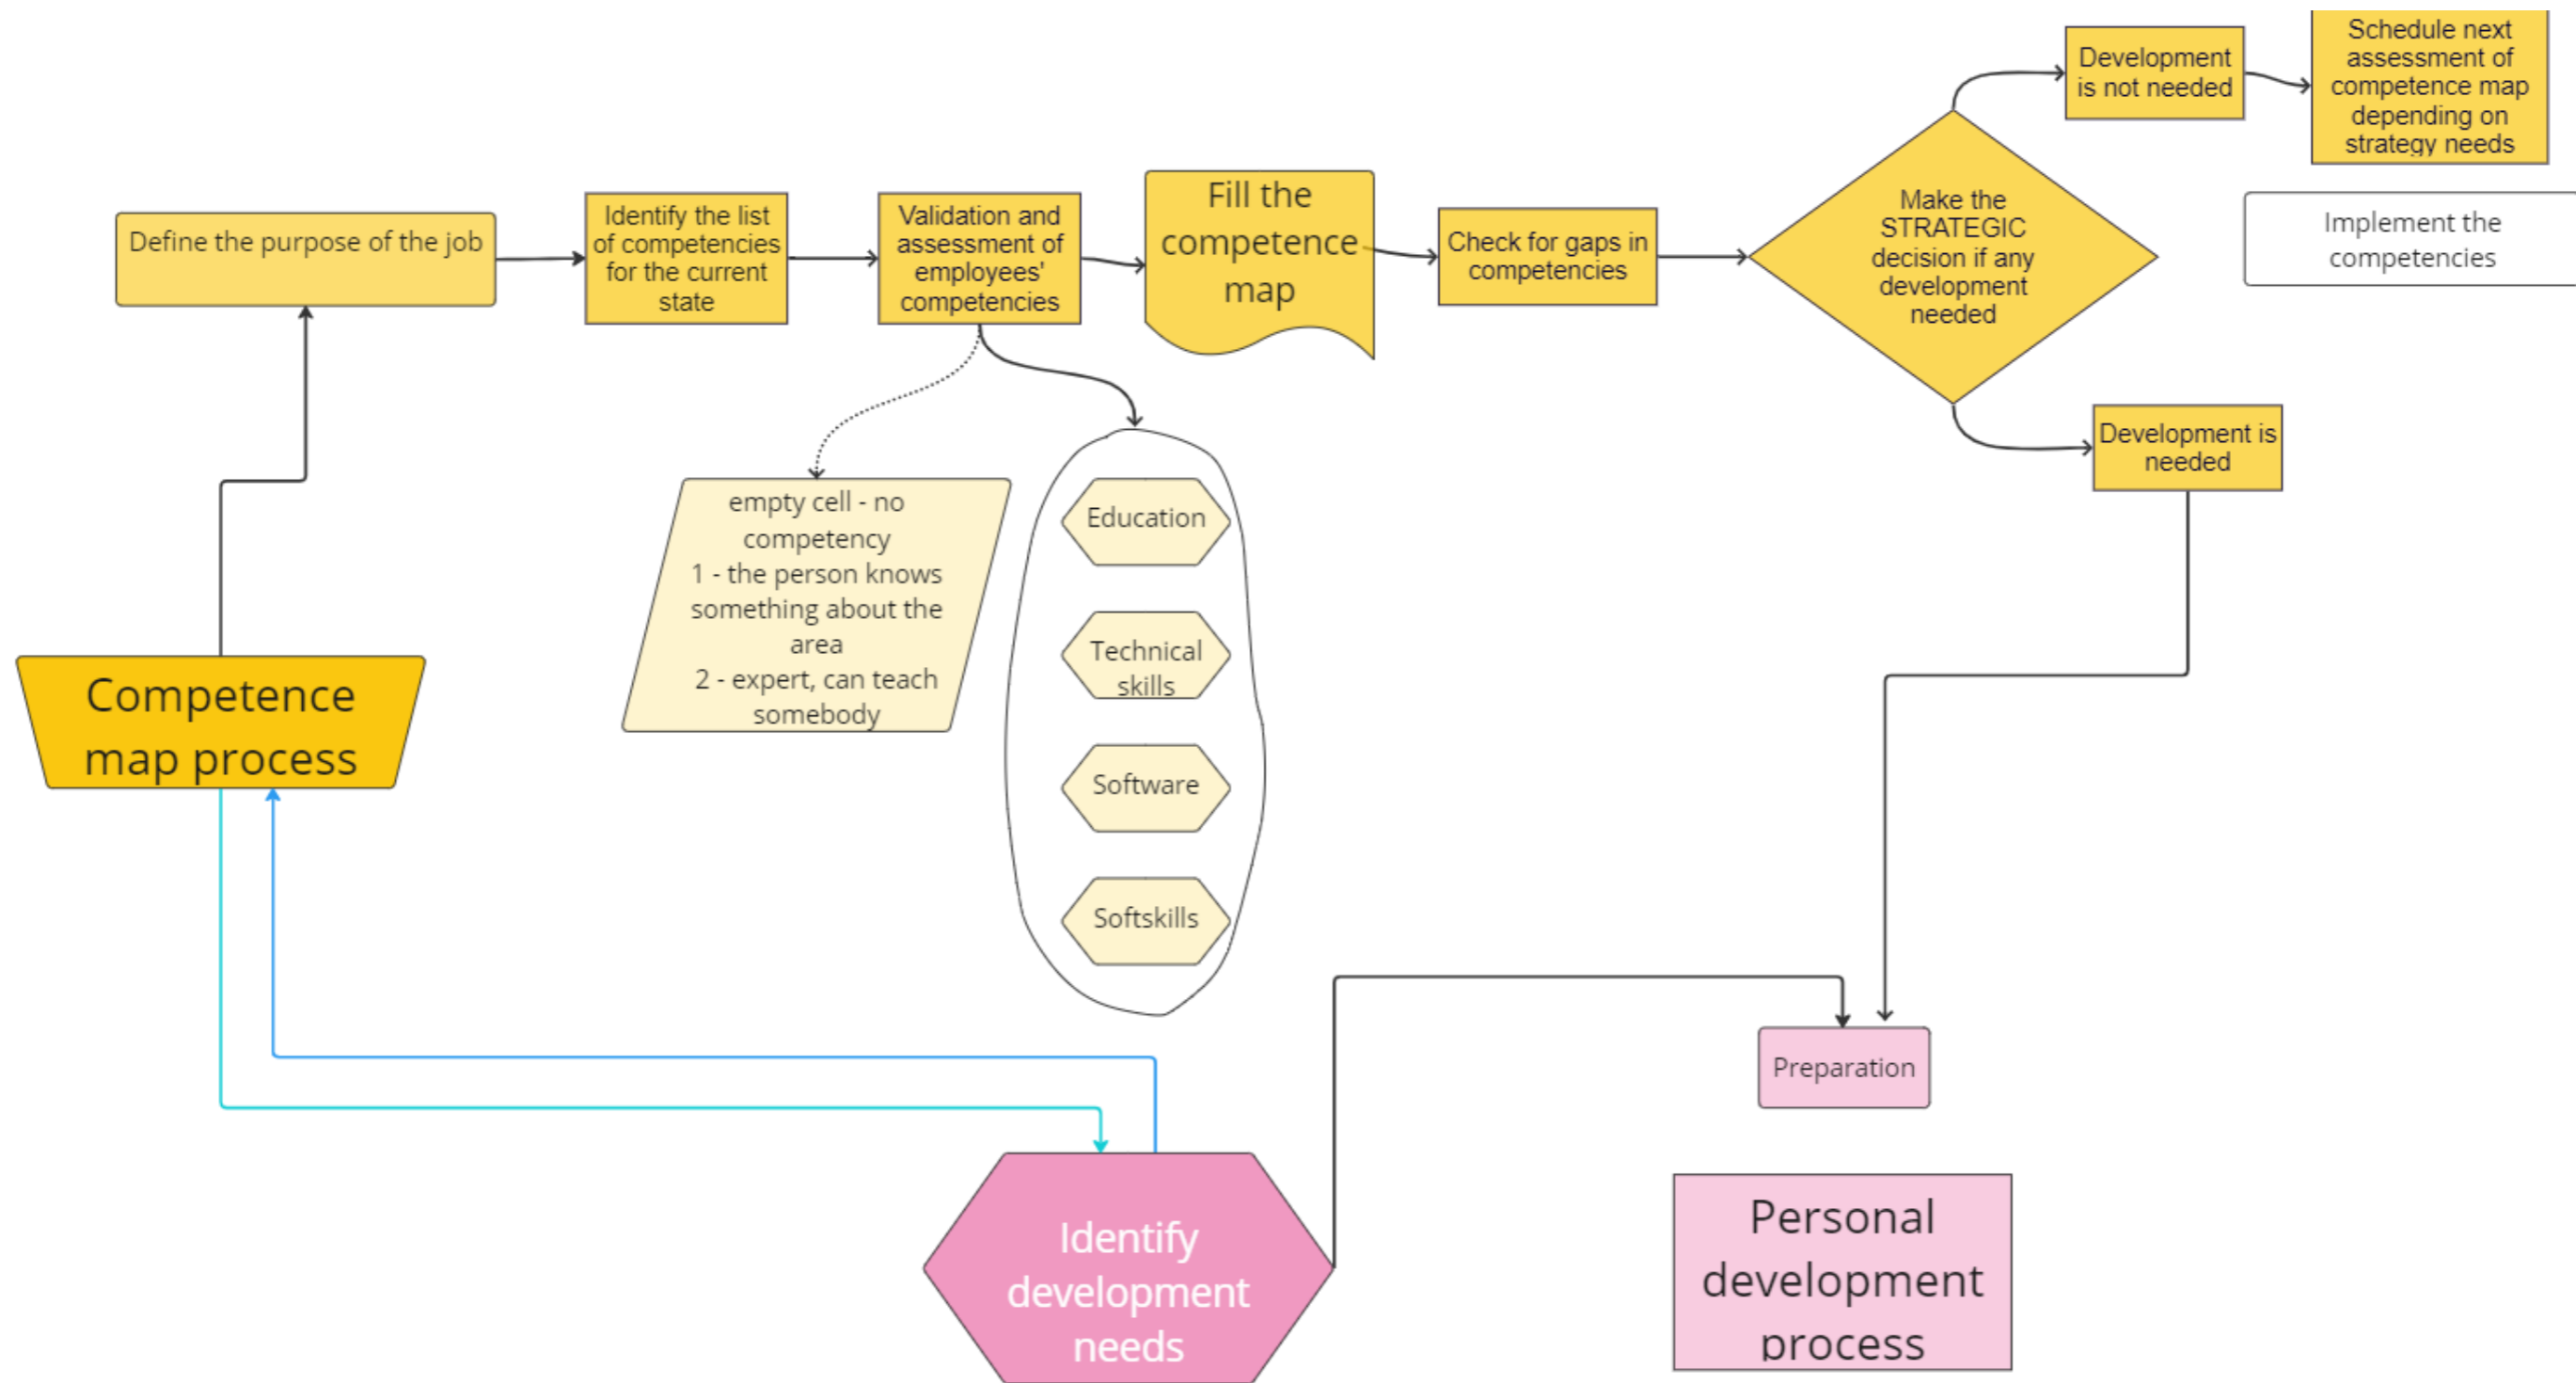 Development
is not needed
Schedule next
assessment of
competence map
depending on
strategy needs
Define the purpose of the job
Identify the list
of competencies
for the current
state
Validation and
assessment of
employees'
competencies
Fill the
competence
map
Check for gaps in
competencies
Make the
STRATEGIC
decision if any
development
needed
Implement the
competencies
Development is
needed
empty cell - no
competency
1 - the person knows
something about the
area
2 - expert, can teach
somebody
Education
Technical
skills
Software
Softskills
Competence
map process
Preparation
Identify
development
needs
Personal
development
process